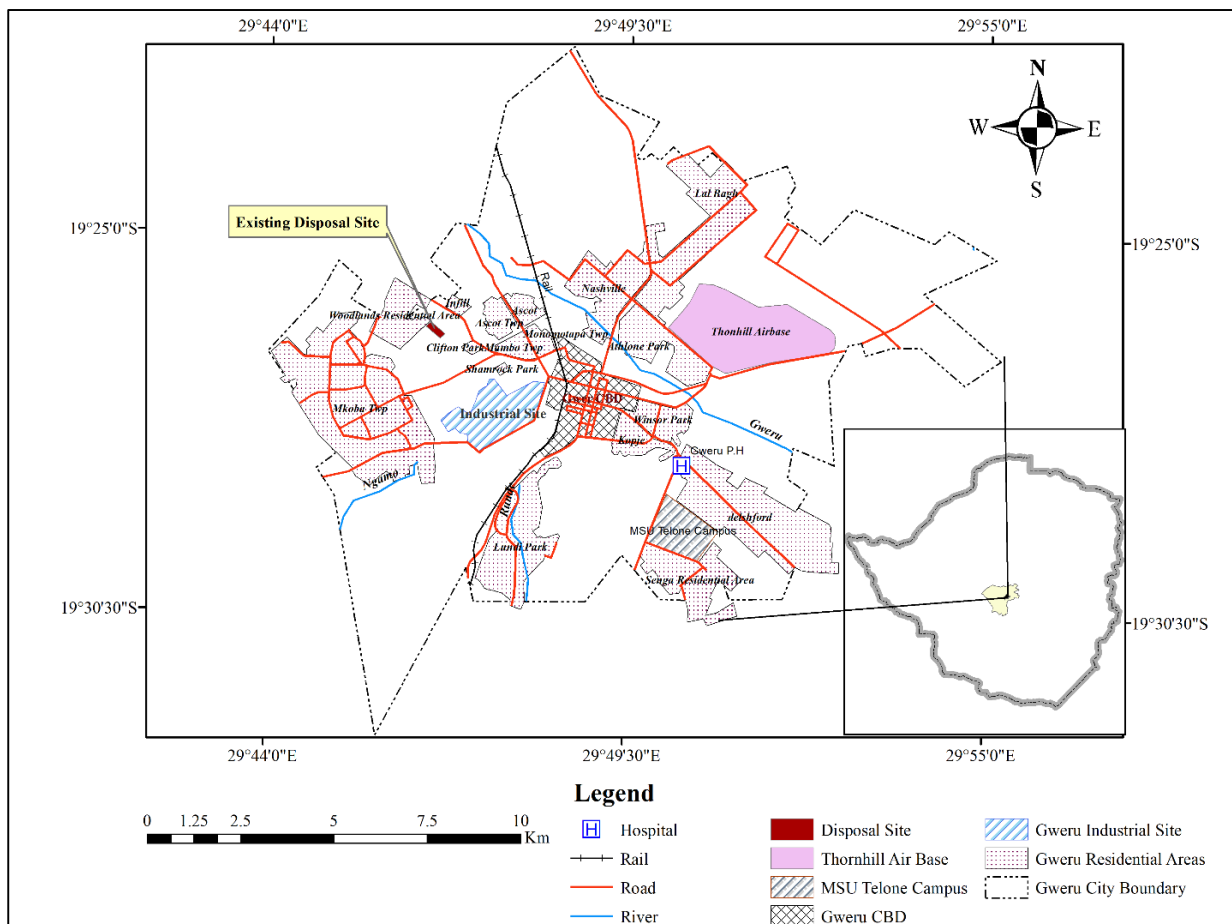 29°44'0"E
29°49'30"E
29°55'0"E
N
W
E
S
19°25'0"S
19°25'0"S
Existing Disposal Site
Lal Ragh
Rail
Nashville
Infill
Woodlands Residential Area
Ascot
Ascot Twp
Monomotapa Twp
Thonhill Airbase
Clifton Park
Mumba Twp
Athlone Park
Shamrock Park
Mkoba Twp
Industrial Site
Gwer CBD
Winsor Park
Gweru
Kopje
Gweru P.H
H
Ngamo
Runde
MSU Telone Campus
Lundi Park
Senga Residential Area
19°30'30"S
19°30'30"S
29°44'0"E
29°49'30"E
29°55'0"E
Legend
0
1.25
2.5
5
7.5
10
Km
H
Hospital
Rail
Road
River
Disposal Site
Thornhill Air Base
MSU Telone Campus
Gweru CBD
Gweru Industrial Site
Gweru Residential Areas
Gweru City Boundary